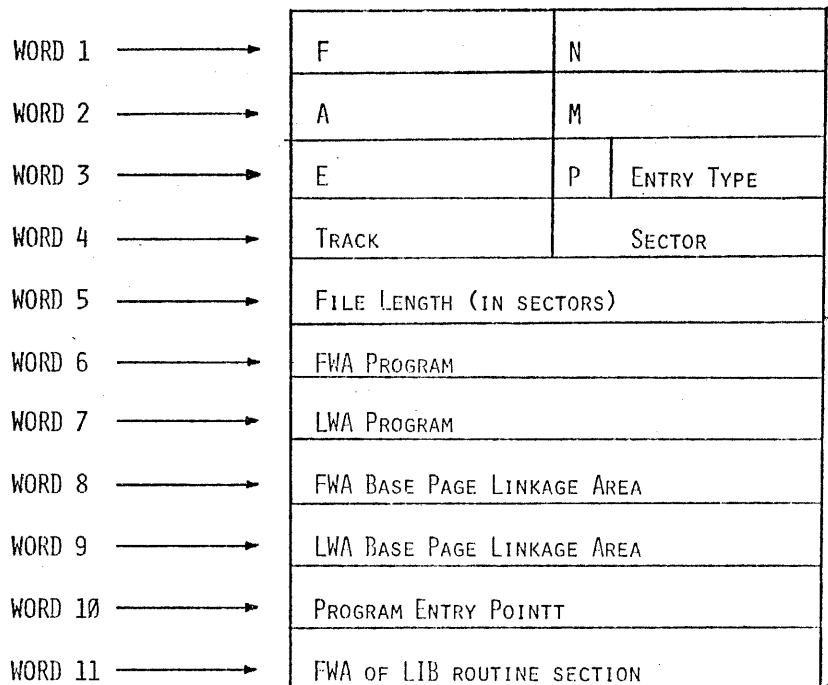 WORD 1 F N
WORD 2 A M
WORD 3 E P ENTRY TYPE
WORD 4 TRACK SECTOR
WORD 5 FILE LENGTH (IN SECTORS)
WORD 6 FWA PROGRAM
WORD 7 LWA PROGRAM
WORD 8 FWA BASE PAGE LINKAGE AREA
WORD 9 LWA BASE PAGE LINKAGE AREA
WORD 10 PROGRAM ENTRY POINTT
WORD 11 FWA OF LIB ROUTINE SECTION